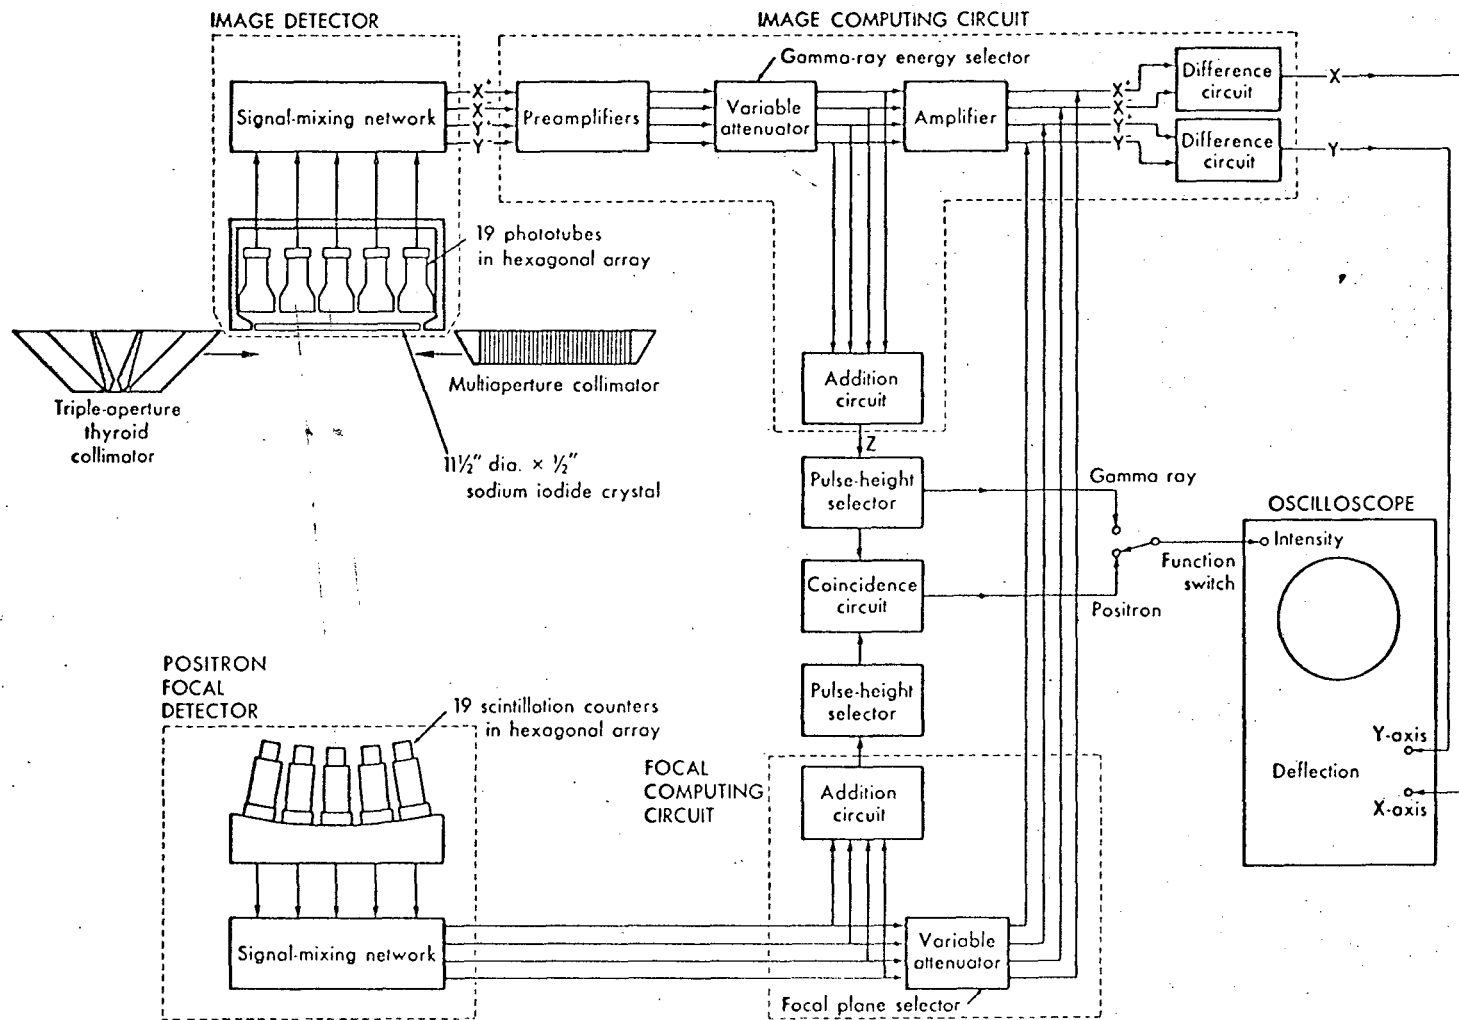 IMAGE DETECTOR
IMAGE COMPUTING CIRCUIT
Gamma-ray energy selector
Signal-mixing network
X+
X-
Y+
Y-
Preamplifiers
Variable
attenuator
Amplifier
X+
X-
Y+
Y-
Difference
circuit
X
Difference
circuit
Y
19 phototubes
in hexagonal array
Triple-aperture
thyroid
collimator
Multiaperture collimator
11½" dia. × ½"
sodium iodide crystal
Addition
circuit
Z
Pulse-height
selector
Gamma ray
Coincidence
circuit
Positron
Function
switch
OSCILLOSCOPE
Intensity
Y-axis
Deflection
X-axis
Pulse-height
selector
POSITRON
FOCAL
DETECTOR
19 scintillation counters
in hexagonal array
FOCAL
COMPUTING
CIRCUIT
Addition
circuit
Signal-mixing network
Variable
attenuator
Focal plane selector